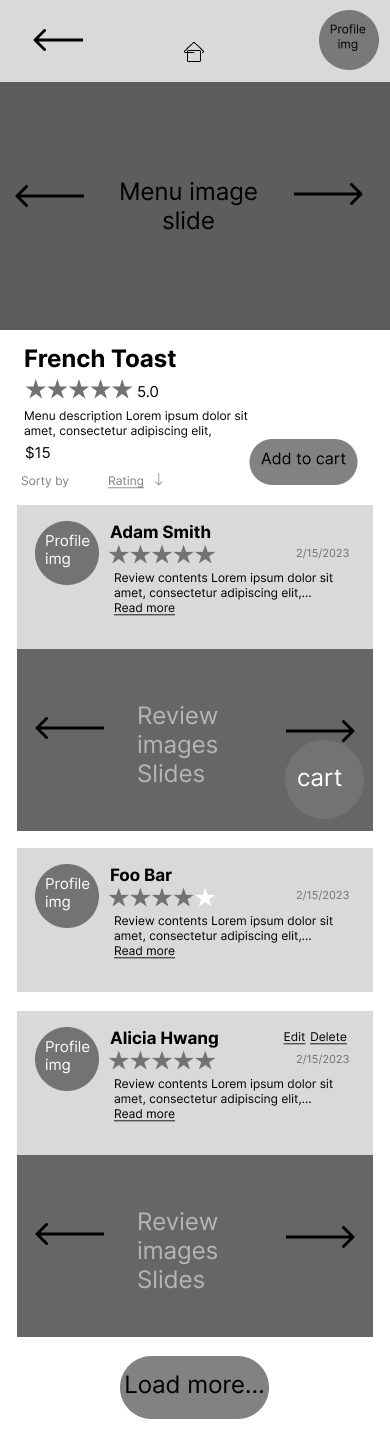 Profile
img
Menu image
slide
French Toast
5.0
Menu description Lorem ipsum dolor sit
amet, consectetur adipiscing elit,
$15
Add to cart
Sorty by Rating
Profile
img
Adam Smith
2/15/2023
Review contents Lorem ipsum dolor sit
amet, consectetur adipiscing elit,...
Read more
Review
images
Slides
cart
Profile
img
Foo Bar
2/15/2023
Review contents Lorem ipsum dolor sit
amet, consectetur adipiscing elit,...
Read more
Profile
img
Alicia Hwang
Edit Delete
2/15/2023
Review contents Lorem ipsum dolor sit
amet, consectetur adipiscing elit,...
Read more
Review
images
Slides
Load more...